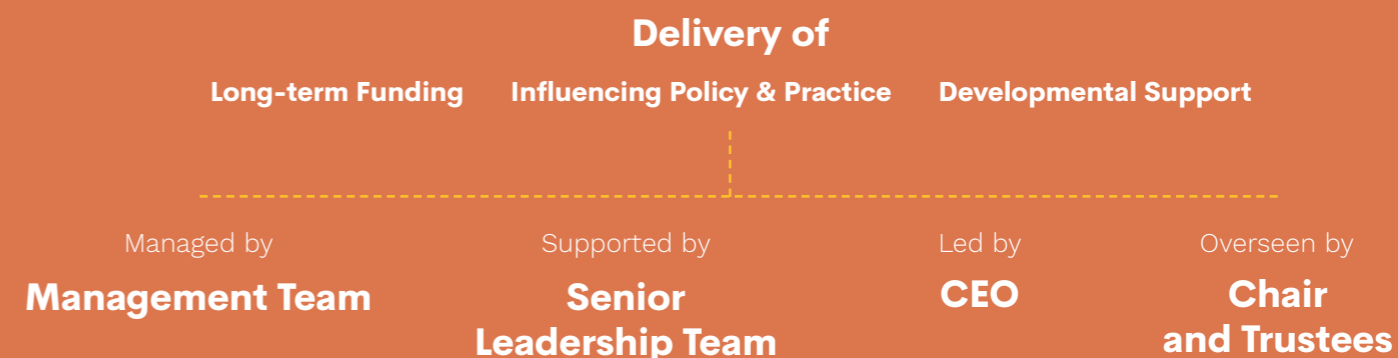 Delivery of
Long-term Funding Influencing Policy & Practice Developmental Support
Managed by
Management Team
Supported by
Senior
Leadership Team
Led by
CEO
Overseen by
Chair
and Trustees